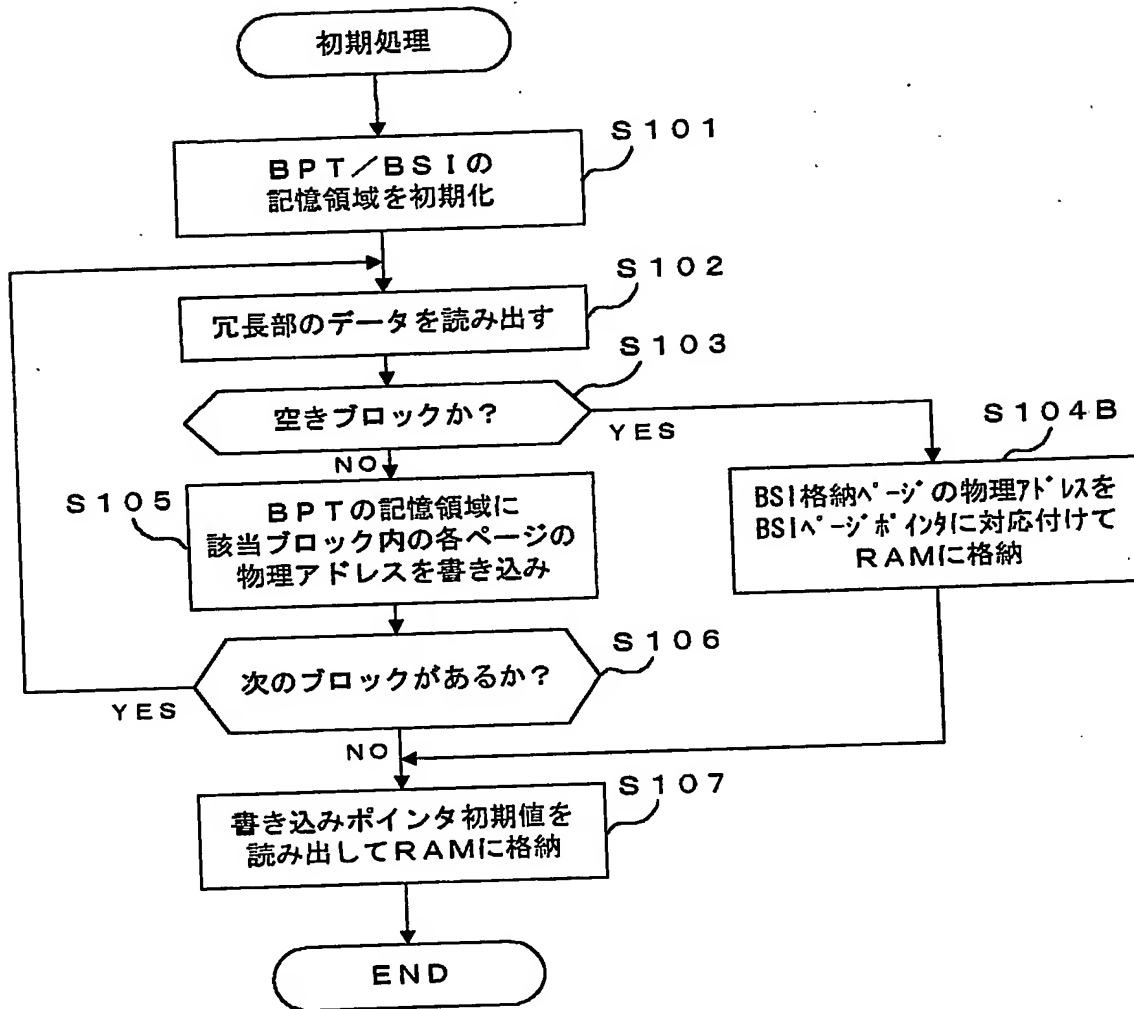 初期処理
S101
BPT/BSIの
記憶領域を初期化
S102
冗長部のデータを読み出す
S103
空きブロックか?
YES
NO
S104B
BSI格納ページの物理アドレスを
BSIページポインタに対応付けて
RAMに格納
S105
BPTの記憶領域に
該当ブロック内の各ページの
物理アドレスを書き込み
S106
次のブロックがあるか?
YES
NO
S107
書き込みポインタ初期値を
読み出してRAMに格納
END